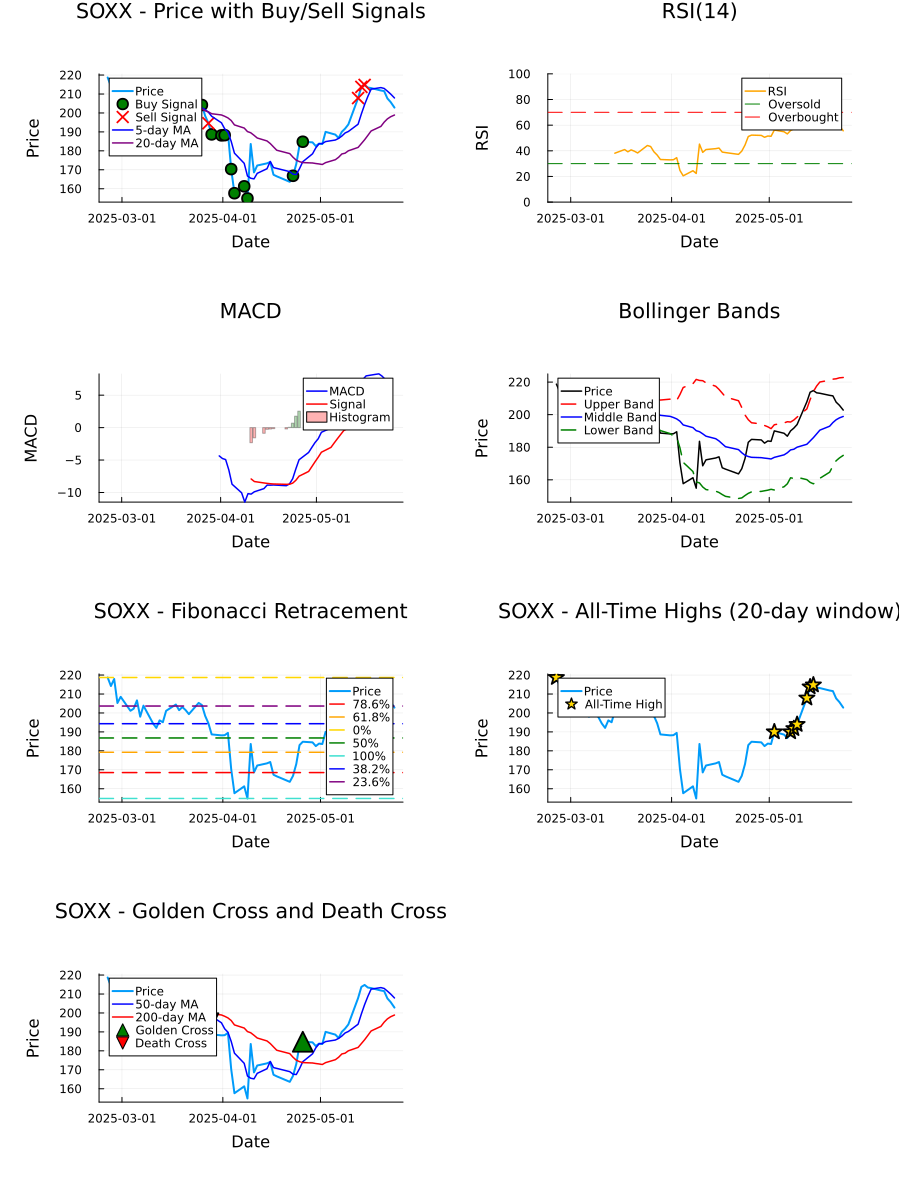 SOXX - Price with Buy/Sell Signals
220
210
200
190
180
170
160
Price
Price
Buy Signal
Sell Signal
5-day MA
20-day MA
2025-03-01
2025-04-01
2025-05-01
Date
RSI(14)
100
80
60
40
20
0
RSI
RSI
Oversold
Overbought
2025-03-01
2025-04-01
2025-05-01
Date
MACD
5
0
−5
−10
MACD
MACD
Signal
Histogram
2025-03-01
2025-04-01
2025-05-01
Date
Bollinger Bands
220
200
180
160
Price
Price
Upper Band
Middle Band
Lower Band
2025-03-01
2025-04-01
2025-05-01
Date
SOXX - Fibonacci Retracement
220
210
200
190
180
170
160
Price
Price
78.6%
61.8%
0%
50%
100%
38.2%
23.6%
2025-03-01
2025-04-01
2025-05-01
Date
SOXX - All-Time Highs (20-day window)
220
210
200
190
180
170
160
Price
Price
All-Time High
2025-03-01
2025-04-01
2025-05-01
Date
SOXX - Golden Cross and Death Cross
220
210
200
190
180
170
160
Price
Price
50-day MA
200-day MA
Golden Cross
Death Cross
2025-03-01
2025-04-01
2025-05-01
Date